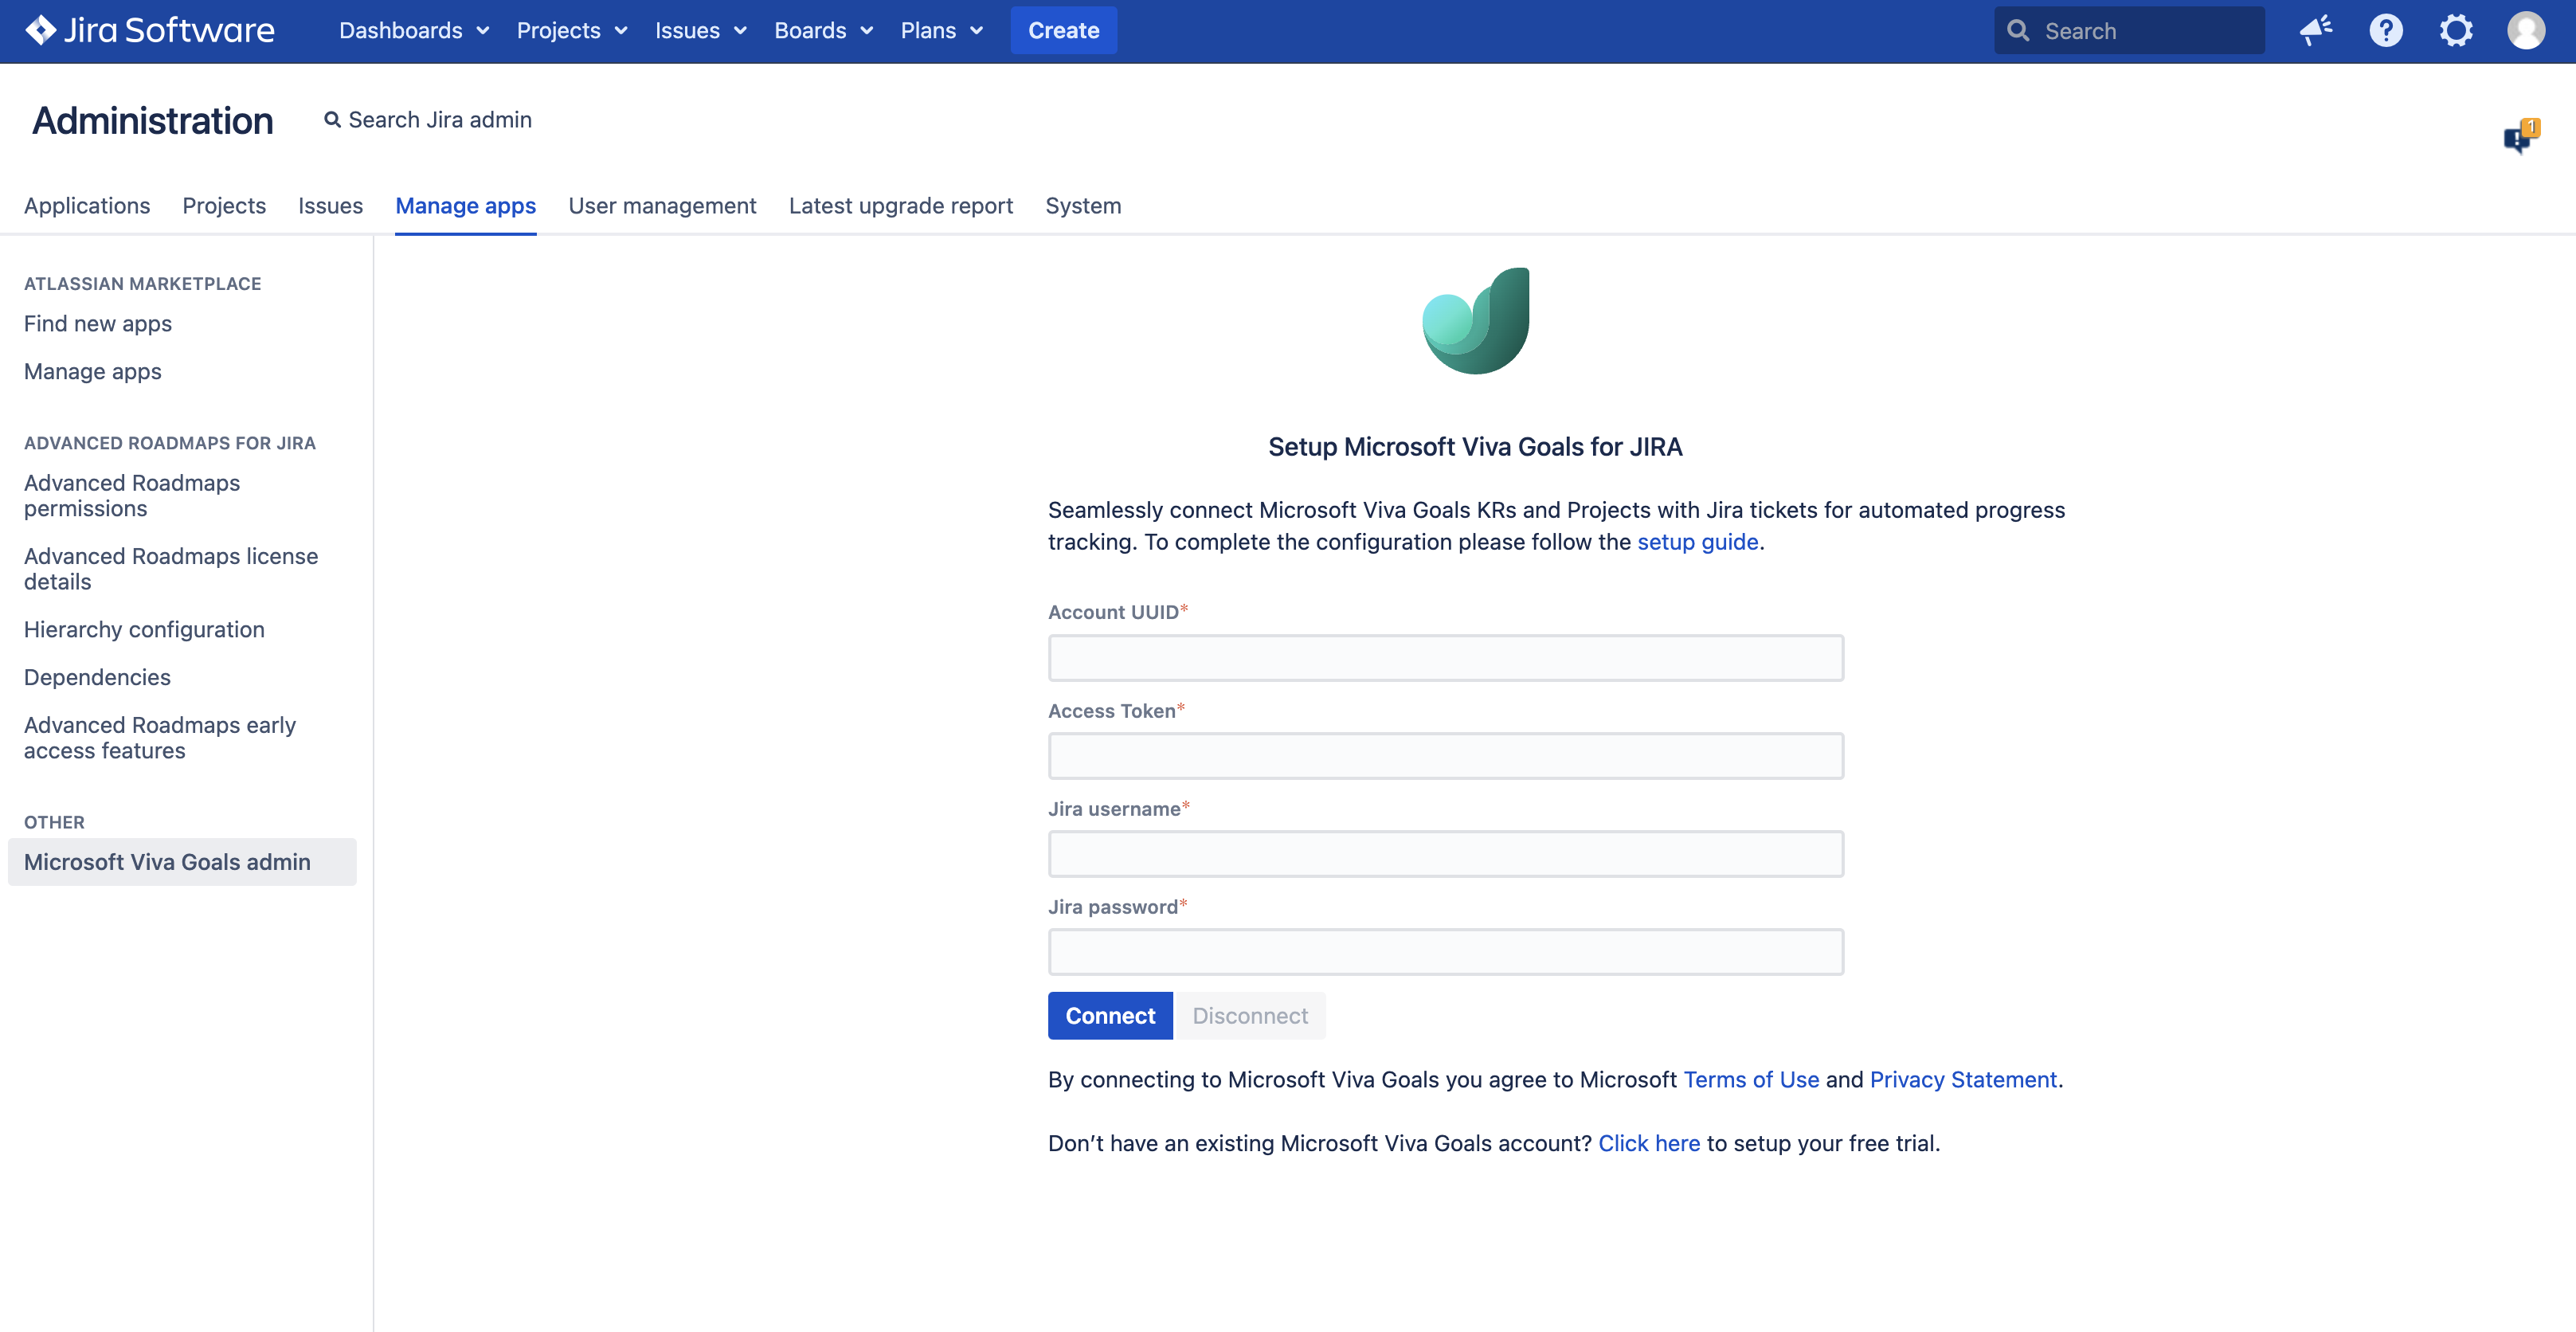 Jira Software Dashboards Projects Issues Boards Plans Create Search
Administration Search Jira admin
1
Applications Projects Issues Manage apps User management Latest upgrade report System
ATLASSIAN MARKETPLACE
Find new apps
Manage apps
ADVANCED ROADMAPS FOR JIRA
Advanced Roadmaps
permissions
Advanced Roadmaps license
details
Hierarchy configuration
Dependencies
Advanced Roadmaps early
access features
OTHER
Microsoft Viva Goals admin
Setup Microsoft Viva Goals for JIRA
Seamlessly connect Microsoft Viva Goals KRs and Projects with Jira tickets for automated progress
tracking. To complete the configuration please follow the setup guide.
Account UUID*
Access Token*
Jira username*
Jira password*
Connect Disconnect
By connecting to Microsoft Viva Goals you agree to Microsoft Terms of Use and Privacy Statement.
Don’t have an existing Microsoft Viva Goals account? Click here to setup your free trial.